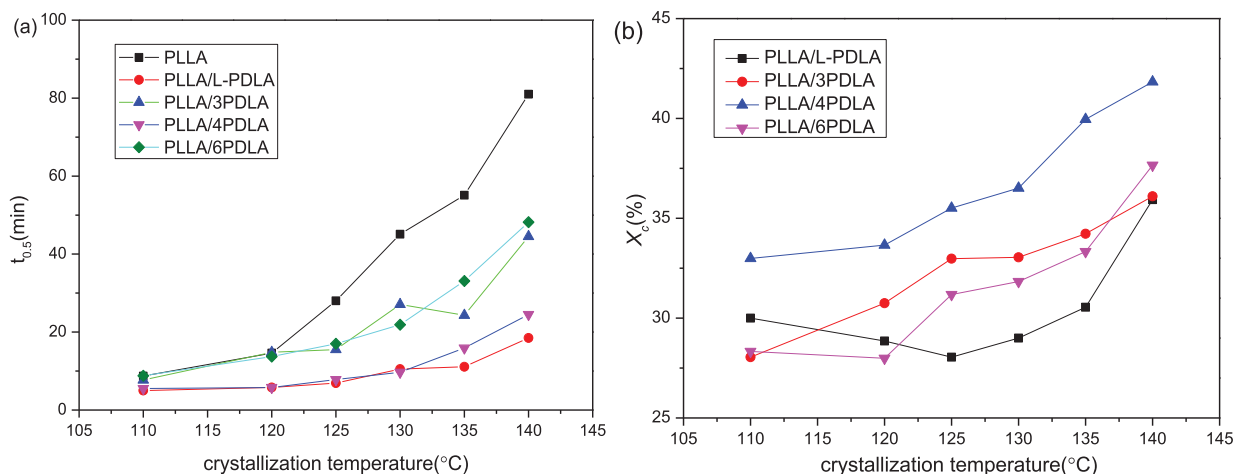 (a)
100
80
60
40
20
0
t0.5(min)
PLLA
PLLA/L-PDLA
PLLA/3PDLA
PLLA/4PDLA
PLLA/6PDLA
105 110 115 120 125 130 135 140 145
crystallization temperature(°C)
(b)
45
40
35
30
25
Xc(%)
PLLA/L-PDLA
PLLA/3PDLA
PLLA/4PDLA
PLLA/6PDLA
105 110 115 120 125 130 135 140 145
crystallization temperature(°C)